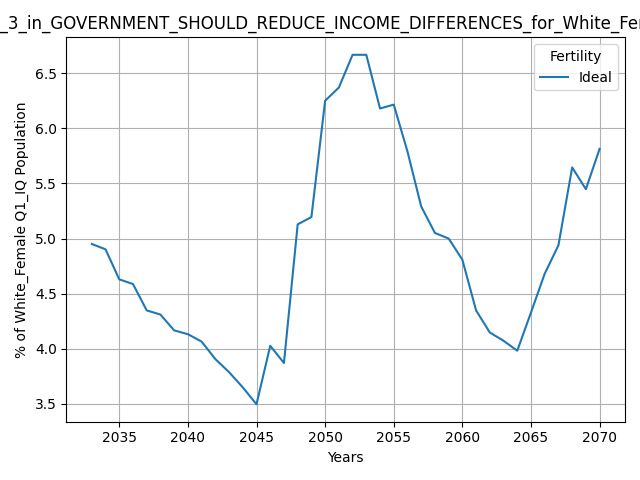 _3_in_GOVERNMENT_SHOULD_REDUCE_INCOME_DIFFERENCES_for_White_Fe
Fertility
Ideal
% of White_Female Q1_IQ Population
6.5
6.0
5.5
5.0
4.5
4.0
3.5
2035 2040 2045 2050 2055 2060 2065 2070
Years